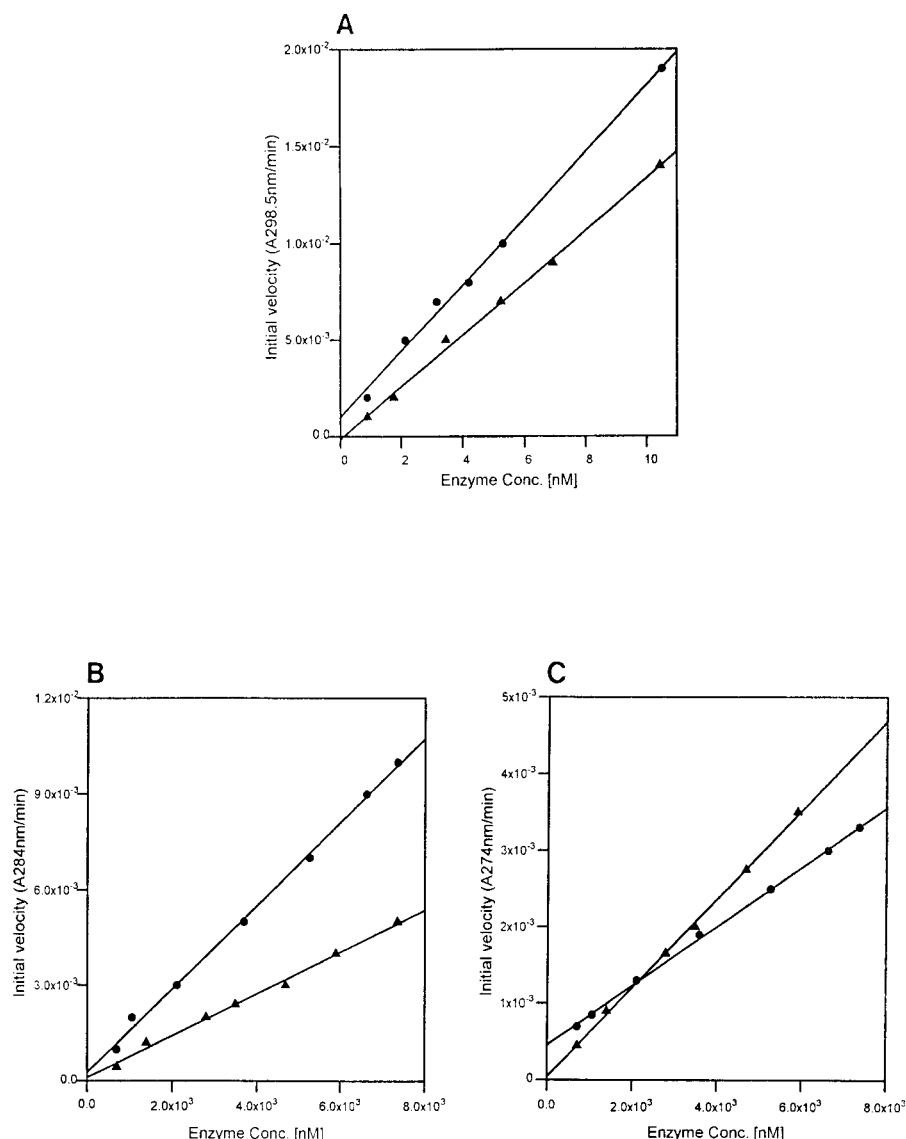 A
2.0x10-2
1.5x10-2
1.0x10-2
5.0x10-3
0.0
Initial velocity (A298.5nm/min)
0 2 4 6 8 10
Enzyme Conc. [nM]
B
1.2x10-2
9.0x10-3
6.0x10-3
3.0x10-3
0.0
Initial velocity (A284nm/min)
0.0 2.0x10³ 4.0x10³ 6.0x10³ 8.0x10³
Enzyme Conc. [nM]
C
5x10-3
4x10-3
3x10-3
2x10-3
1x10-3
0
Initial velocity (A274nm/min)
0.0 2.0x10³ 4.0x10³ 6.0x10³ 8.0x10³
Enzyme Conc. [nM]